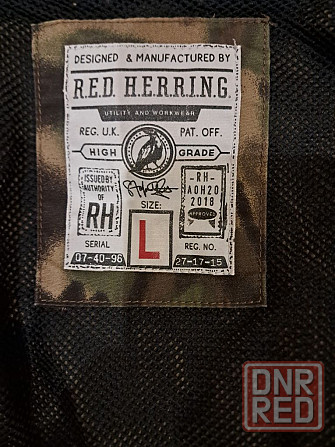 DESIGNED & MANUFACTURED BY
R.E.D. H.E.R.R.I.N.G.
UTILITY AND WORKWEAR
REG. U.K. PAT. OFF.
HIGH GRADE
ISSUED BY
AUTHORITY
OF
RH
-RH-
AOH20
2018
APPROVED
SIZE:
L
SERIAL
REG. NO.
07-40-96
27-17-15
DNR
RED